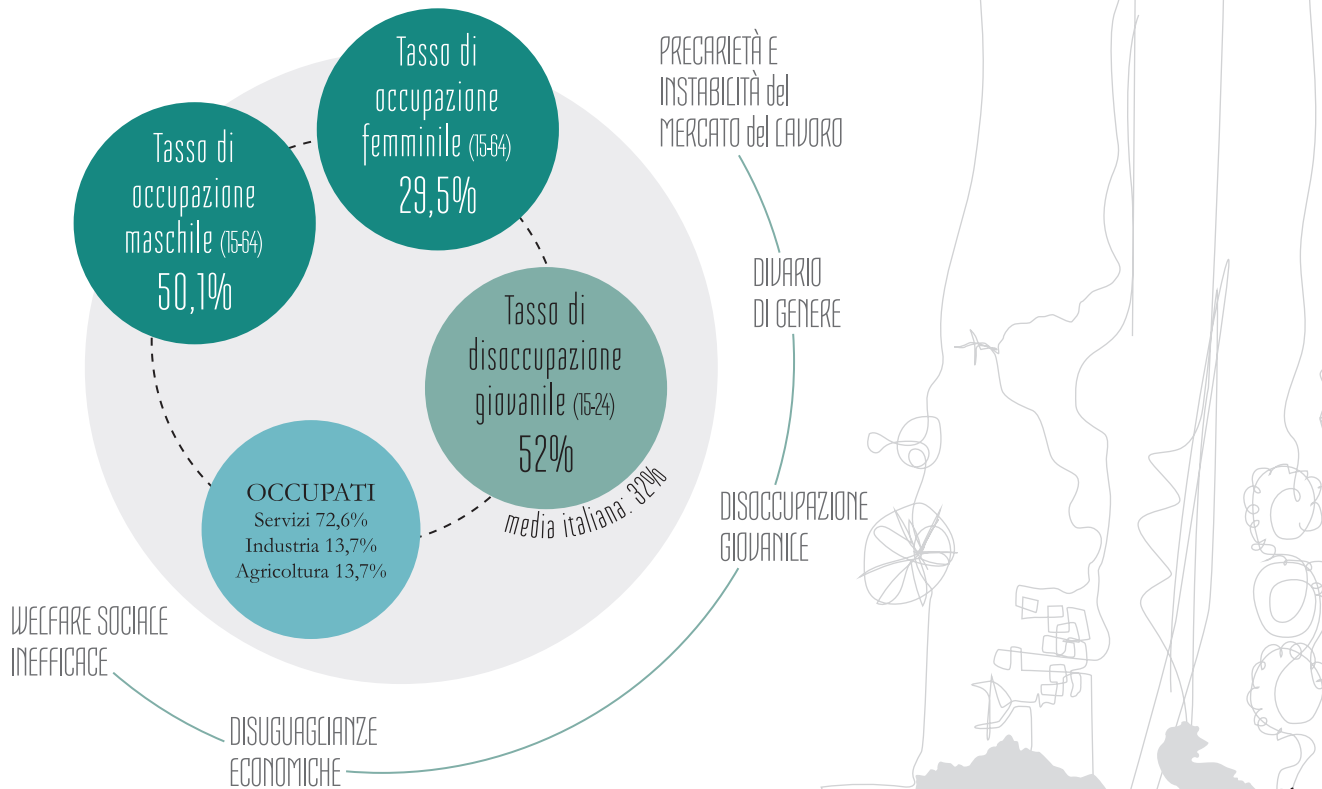 Tasso di
occupazione
femminile (15-64)
29,5%
Tasso di
occupazione
maschile (15-64)
50,1%
Tasso di
disoccupazione
giovanile (15-24)
52%
media italiana: 32%
OCCUPATI
Servizi 72,6%
Industria 13,7%
Agricoltura 13,7%
PRECARIETÀ E
INSTABILITÀ del
MERCATO del LAVORO
DIVARIO
DI GENERE
DISOCCUPAZIONE
GIOVANILE
DISUGUAGLIANZE
ECONOMICHE
WELFARE SOCIALE
INEFFICACE